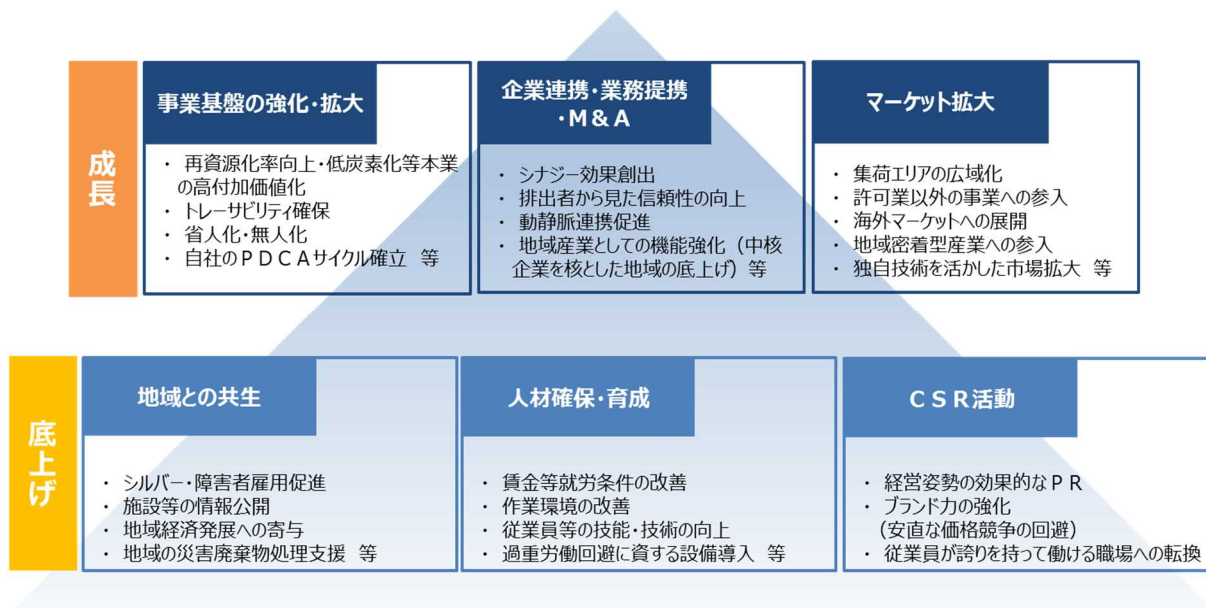 成長
事業基盤の強化・拡大
・ 再資源化率向上・低炭素化等本業
の高付加価値化
・ トレーサビリティ確保
・ 省人化・無人化
・ 自社のＰＤＣＡサイクル確立 等
企業連携・業務提携
・Ｍ＆Ａ
・ シナジー効果創出
・ 排出者から見た信頼性の向上
・ 動静脈連携促進
・ 地域産業としての機能強化（中核
企業を核とした地域の底上げ）等
マーケット拡大
・ 集荷エリアの広域化
・ 許可業以外の事業への参入
・ 海外マーケットへの展開
・ 地域密着型産業への参入
・ 独自技術を活かした市場拡大 等
底上げ
地域との共生
・ シルバー・障害者雇用促進
・ 施設等の情報公開
・ 地域経済発展への寄与
・ 地域の災害廃棄物処理支援 等
人材確保・育成
・ 賃金等就労条件の改善
・ 作業環境の改善
・ 従業員等の技能・技術の向上
・ 過重労働回避に資する設備導入 等
ＣＳＲ活動
・ 経営姿勢の効果的なＰＲ
・ ブランド力の強化
（安直な価格競争の回避）
・ 従業員が誇りを持って働ける職場への転換